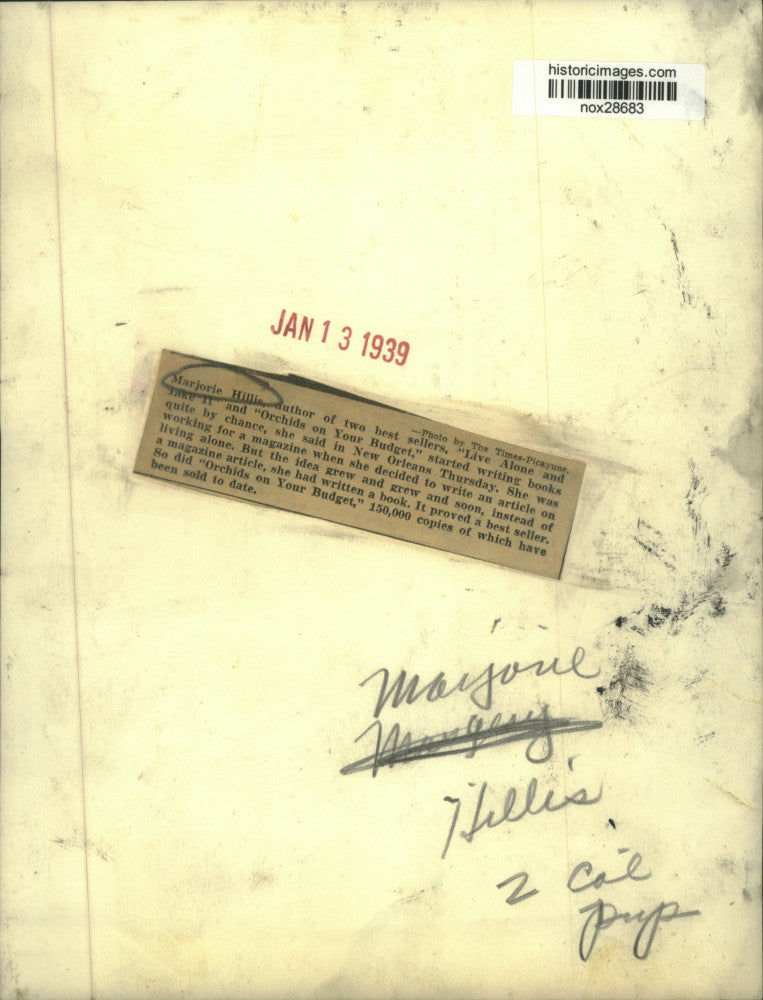 historicimages.com
nox28683
JAN 13 1939
—Photo by The Times-Picayune.
Marjorie Hillis, author of two best sellers, "Live Alone and
Like It" and "Orchids on Your Budget," started writing books
quite by chance, she said in New Orleans Thursday. She was
working for a magazine when she decided to write an article on
living alone. But the idea grew and grew and soon, instead of
a magazine article, she had written a book. It proved a best seller.
So did "Orchids on Your Budget," 150,000 copies of which have
been sold to date.
Marjorie
Hillis
2 Col